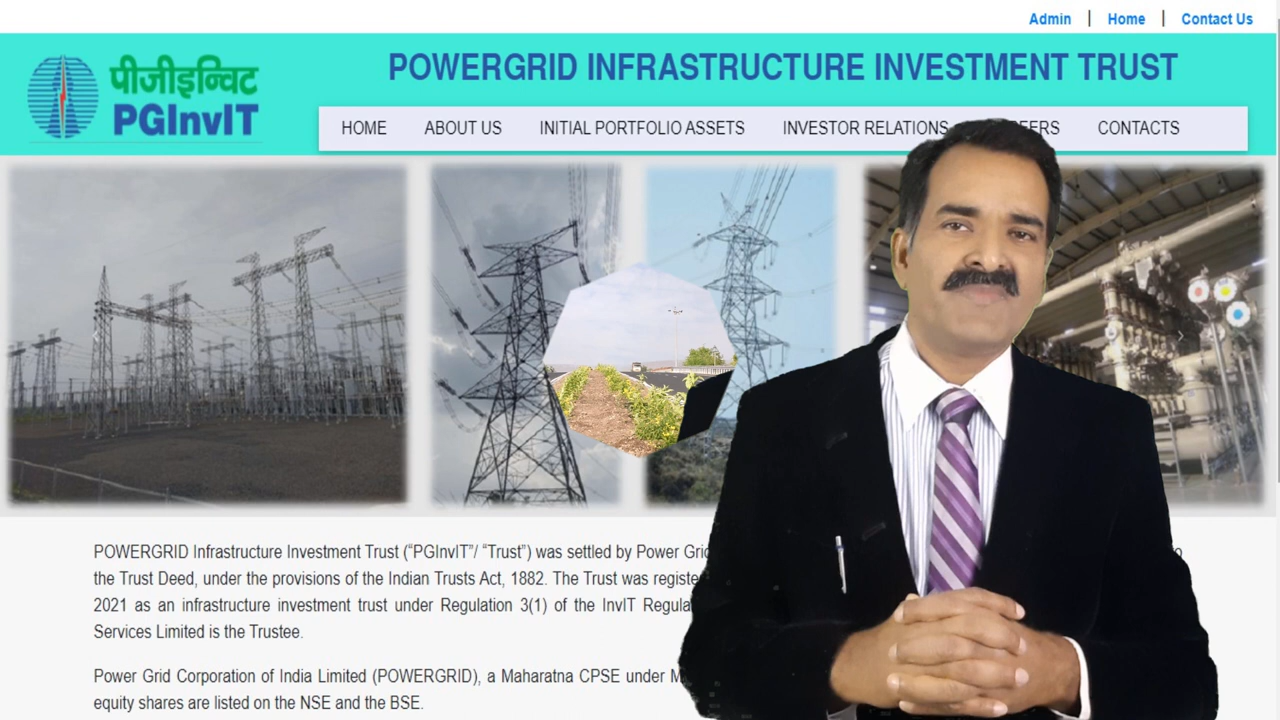 Admin | Home | Contact Us
पीजीइन्विट
PGInvIT
POWERGRID INFRASTRUCTURE INVESTMENT TRUST
HOME ABOUT US INITIAL PORTFOLIO ASSETS INVESTOR RELATIONS CONTACTS
POWERGRID Infrastructure Investment Trust (“PGInvIT”/ “Trust”) was settled by Power
the Trust Deed, under the provisions of the Indian Trusts Act, 1882. The Trust was
2021 as an infrastructure investment trust under Regulation 3(1) of the InvIT
Services Limited is the Trustee.
Power Grid Corporation of India Limited (POWERGRID), a Maharatna CPSE under
equity shares are listed on the NSE and the BSE.